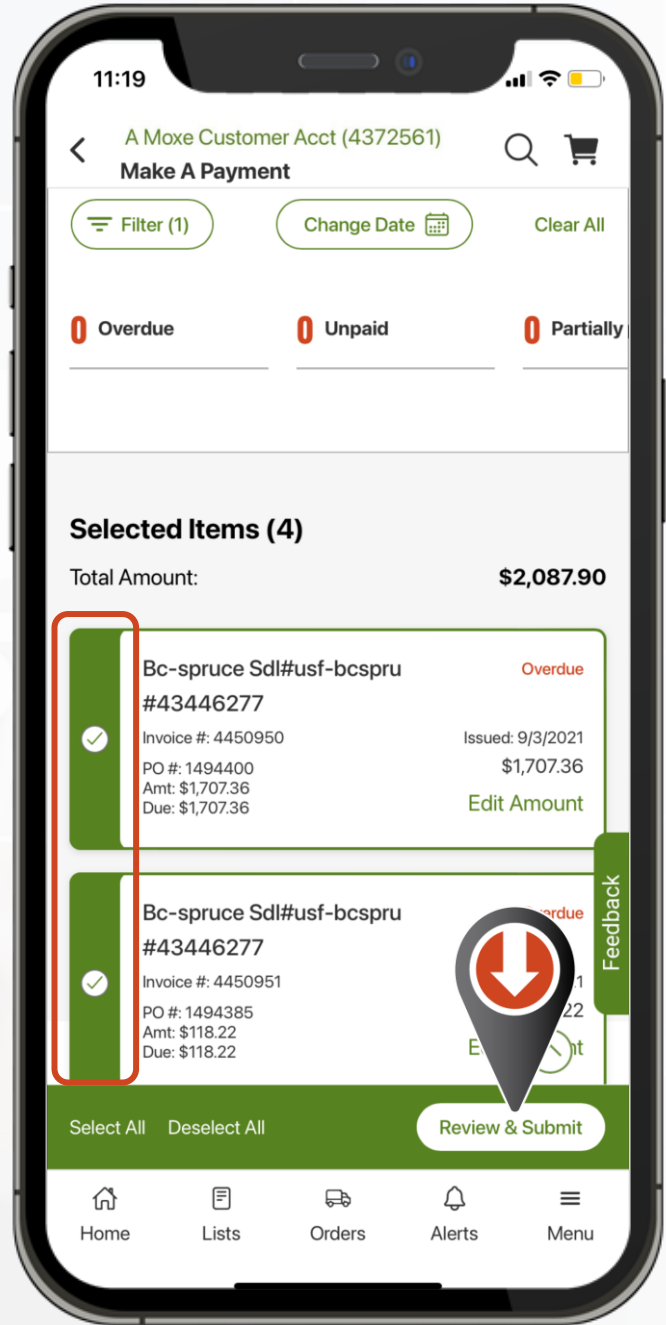 11:19
A Moxe Customer Acct (4372561)
Make A Payment
Filter (1)
Change Date
Clear All
0 Overdue
0 Unpaid
0 Partially
Selected Items (4)
Total Amount: $2,087.90
Bc-spruce Sdl#usf-bcspru Overdue
#43446277
Invoice #: 4450950 Issued: 9/3/2021
PO #: 1494400 $1,707.36
Amt: $1,707.36
Due: $1,707.36 Edit Amount
Feedback
Bc-spruce Sdl#usf-bcspru
#43446277
Invoice #: 4450951
PO #: 1494385
Amt: $118.22
Due: $118.22
Select All Deselect All Review & Submit
Home Lists Orders Alerts Menu